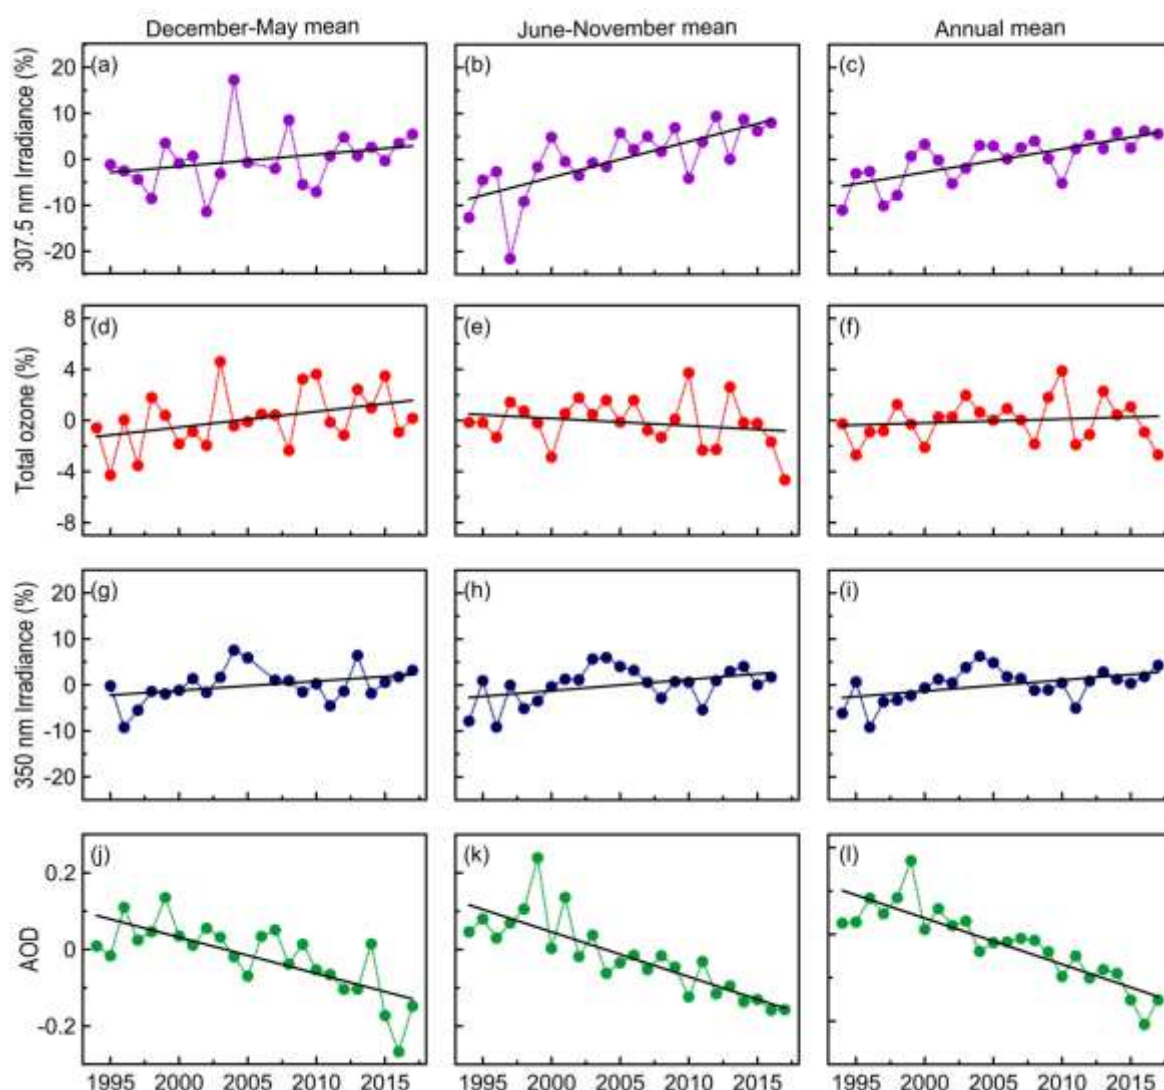 December-May mean June-November mean Annual mean
307.5 nm Irradiance (%)
20
10
0
-10
-20
(a) (b) (c)
Total ozone (%)
8
4
0
-4
-8
(d) (e) (f)
350 nm Irradiance (%)
20
10
0
-10
-20
(g) (h) (i)
AOD
0.2
0
-0.2
(j) (k) (l)
1995 2000 2005 2010 2015 1995 2000 2005 2010 2015 1995 2000 2005 2010 2015